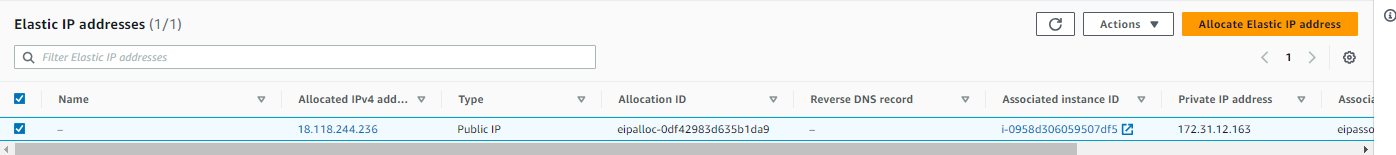 Elastic IP addresses (1/1)
Actions
Allocate Elastic IP address
Filter Elastic IP addresses
1
Name Allocated IPv4 add... Type Allocation ID Reverse DNS record Associated instance ID Private IP address Associa
– 18.118.244.236 Public IP eipalloc-0df42983d635b1da9 – i-0958d306059507df5 172.31.12.163 eipasso